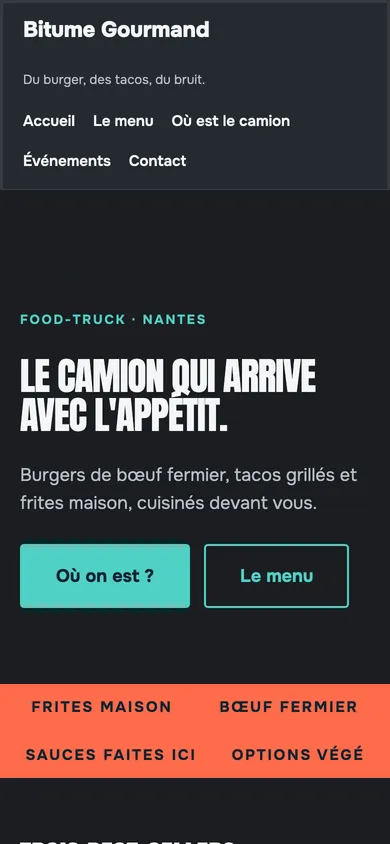 Bitume Gourmand
Du burger, des tacos, du bruit.
Accueil Le menu Où est le camion
Événements Contact
FOOD-TRUCK · NANTES
LE CAMION QUI ARRIVE
AVEC L'APPÉTIT.
Burgers de bœuf fermier, tacos grillés et
frites maison, cuisinés devant vous.
Où on est ? Le menu
FRITES MAISON BŒUF FERMIER
SAUCES FAITES ICI OPTIONS VÉGÉ